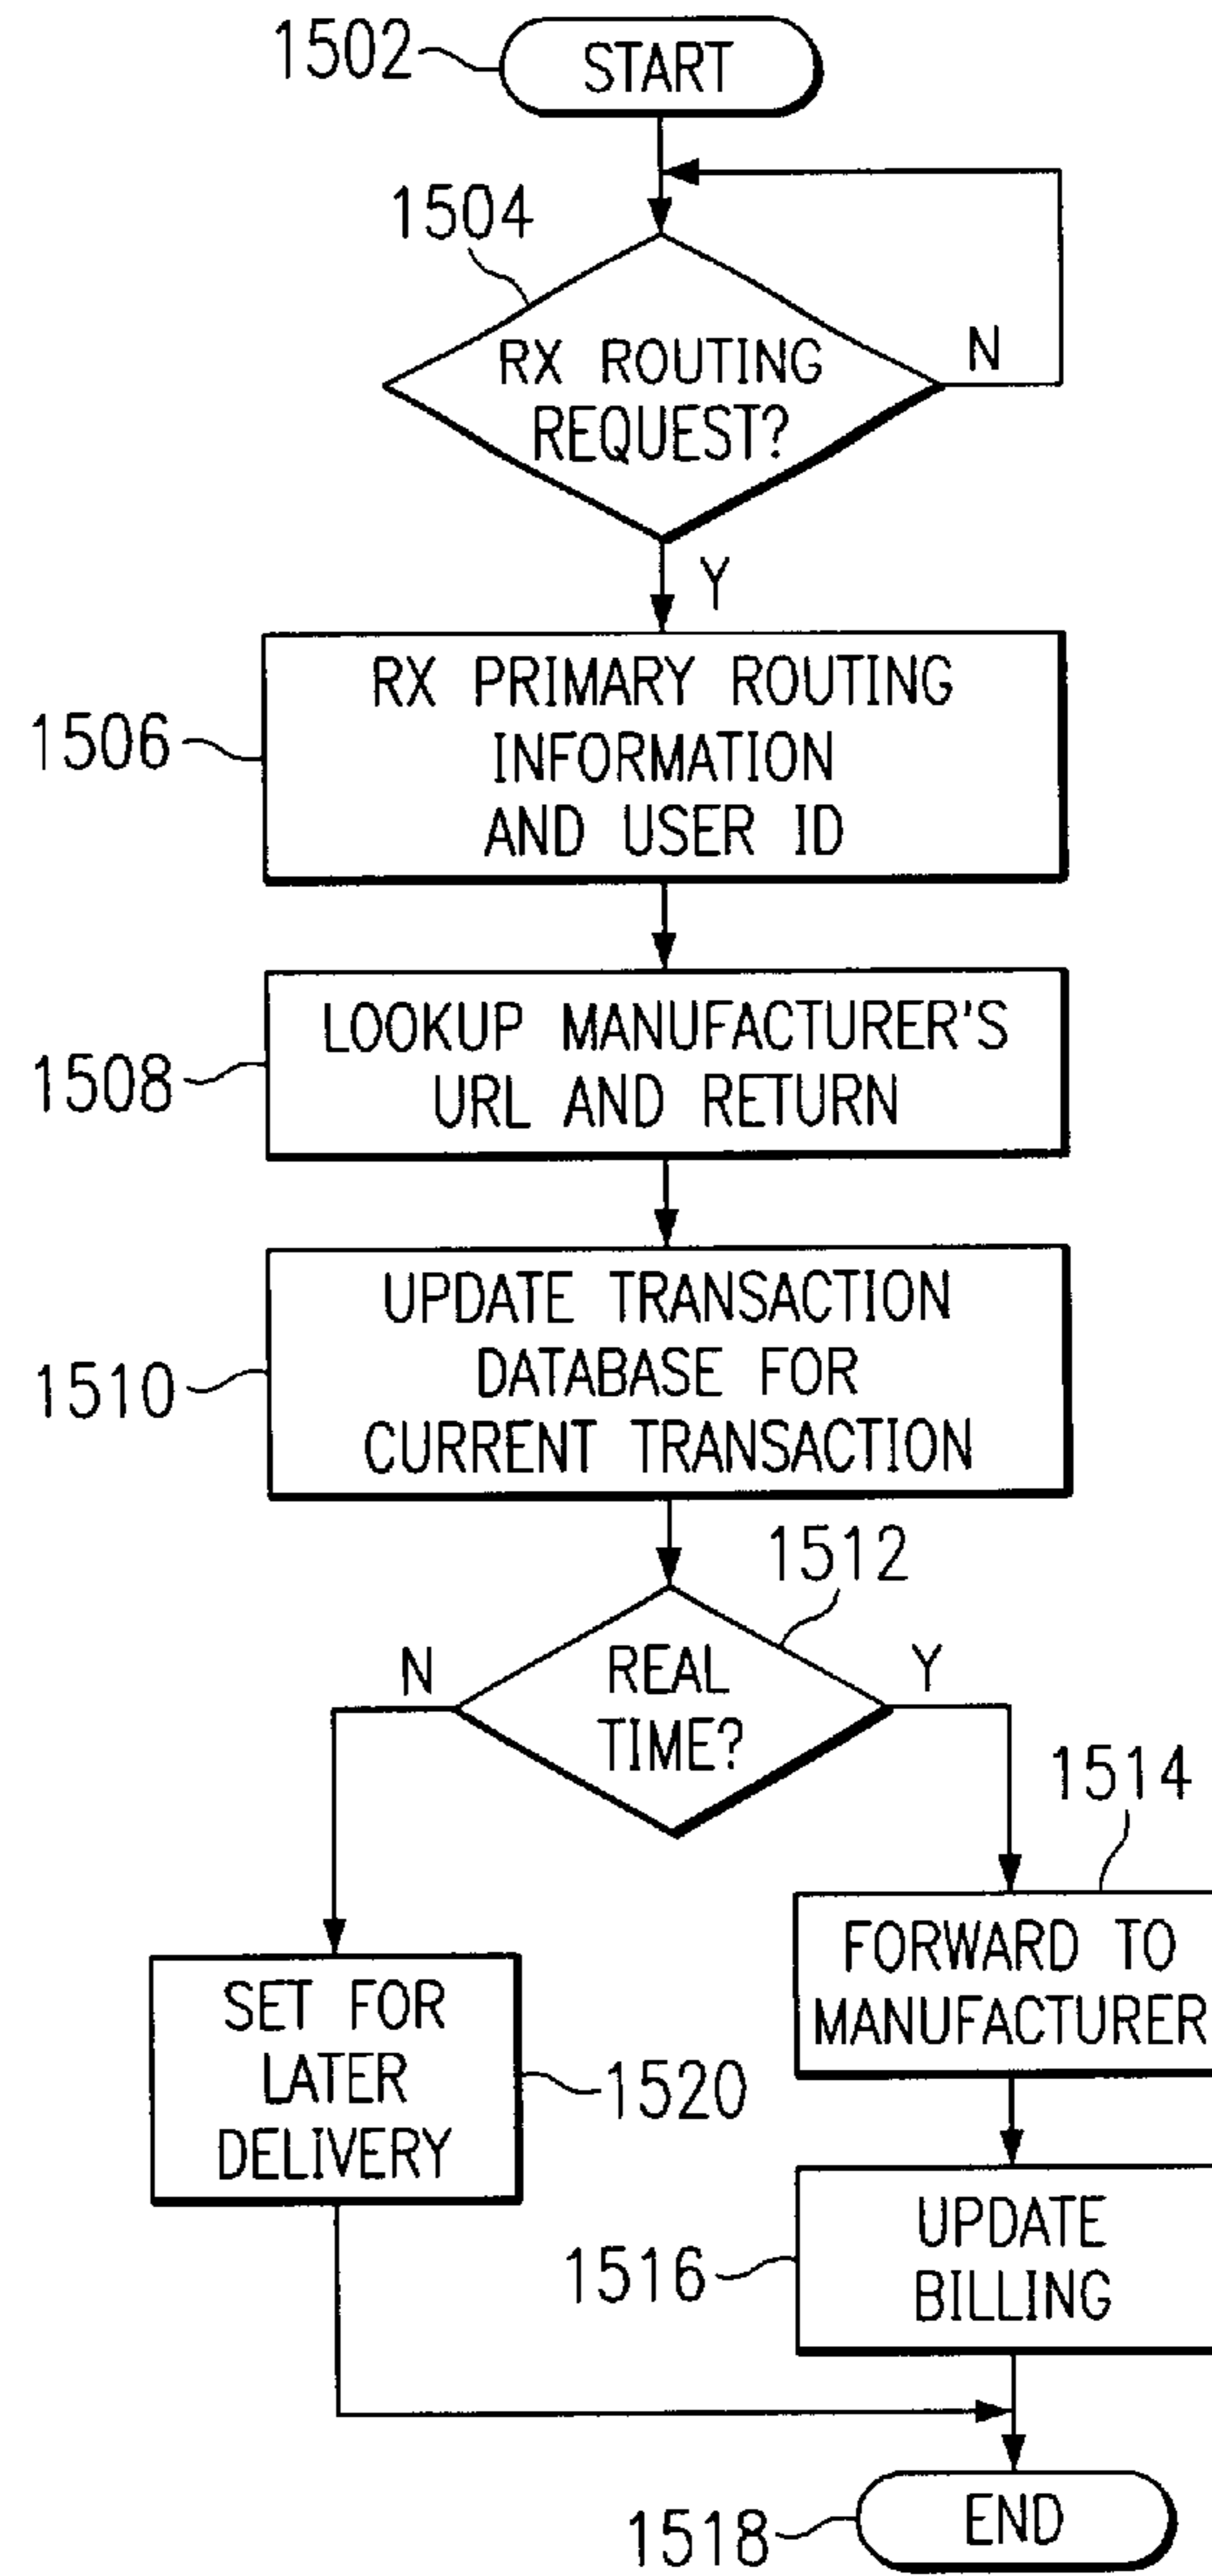 1502
START
1504
RX ROUTING
REQUEST?
N
Y
RX PRIMARY ROUTING
INFORMATION
AND USER ID
1506
LOOKUP MANUFACTURER'S
URL AND RETURN
1508
UPDATE TRANSACTION
DATABASE FOR
CURRENT TRANSACTION
1510
1512
N
REAL
TIME?
Y
1514
FORWARD TO
MANUFACTURER
SET FOR
LATER
DELIVERY
1520
UPDATE
BILLING
1516
END
1518